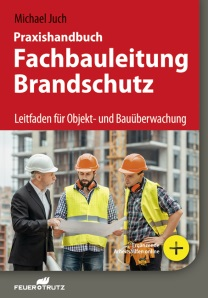 Michael Juch
Praxishandbuch
Fachbauleitung
Brandschutz
Leitfaden für Objekt- und Bauüberwachung
+
FEUERTRUTZ